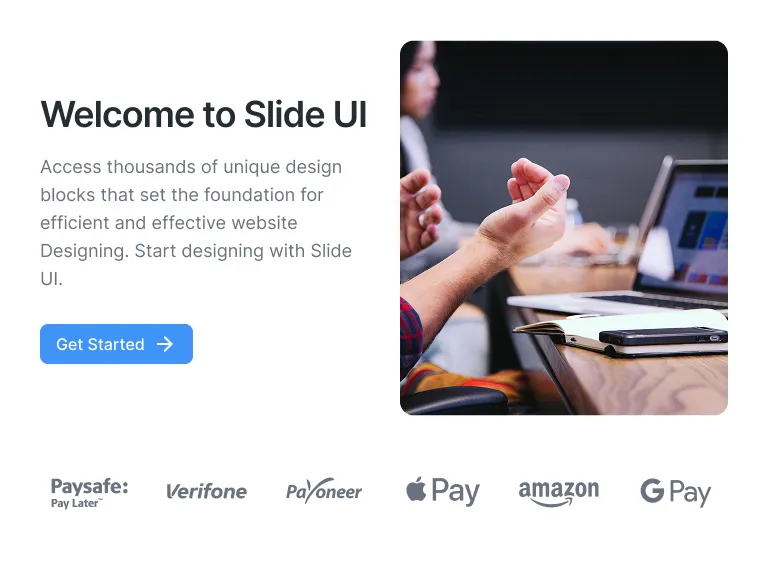 Welcome to Slide UI
Access thousands of unique design
blocks that set the foundation for
efficient and effective website
Designing. Start designing with Slide
UI.
Get Started
Paysafe:
Pay Later™
Verifone
Payoneer
Pay
amazon
G Pay